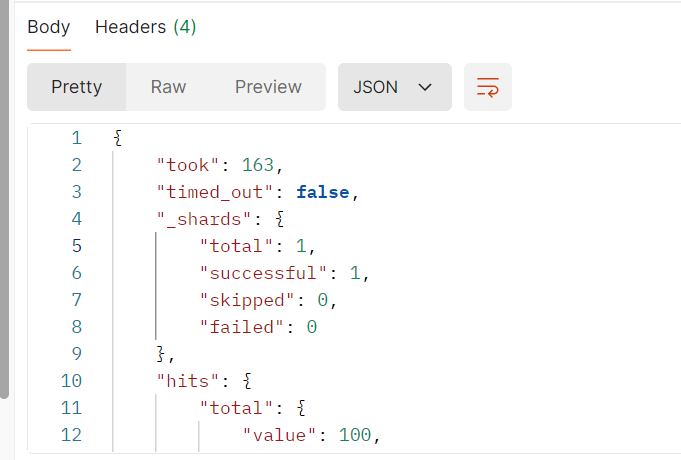 Body Headers (4)
Pretty Raw Preview JSON
1 {
2 "took": 163,
3 "timed_out": false,
4 "_shards": {
5 "total": 1,
6 "successful": 1,
7 "skipped": 0,
8 "failed": 0
9 },
10 "hits": {
11 "total": {
12 "value": 100,